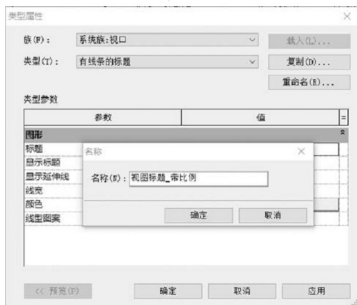 类型属性
族(F): 系统族:视口 载入(L)...
类型(T): 有线条的标题 复制(D)...
重命名(R)...
类型参数
参数 值 =
图形
标题
显示标题
显示延伸线
线宽
颜色
线型图案
名称
名称(N): 视图标题_带比例
确定 取消
<< 预览(P) 确定 取消 应用